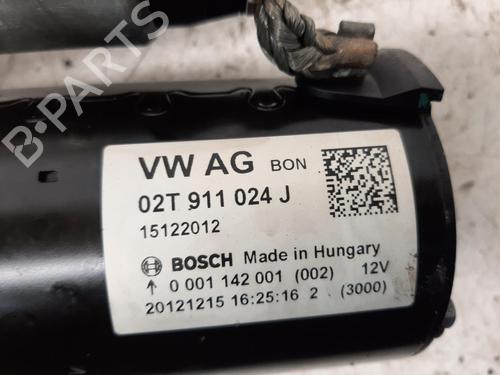 B-PARTS
VW AG BON
02T 911 024 J
15122012
BOSCH Made in Hungary
0 001 142 001 (002) 12V
20121215 16:25:16 2 (3000)